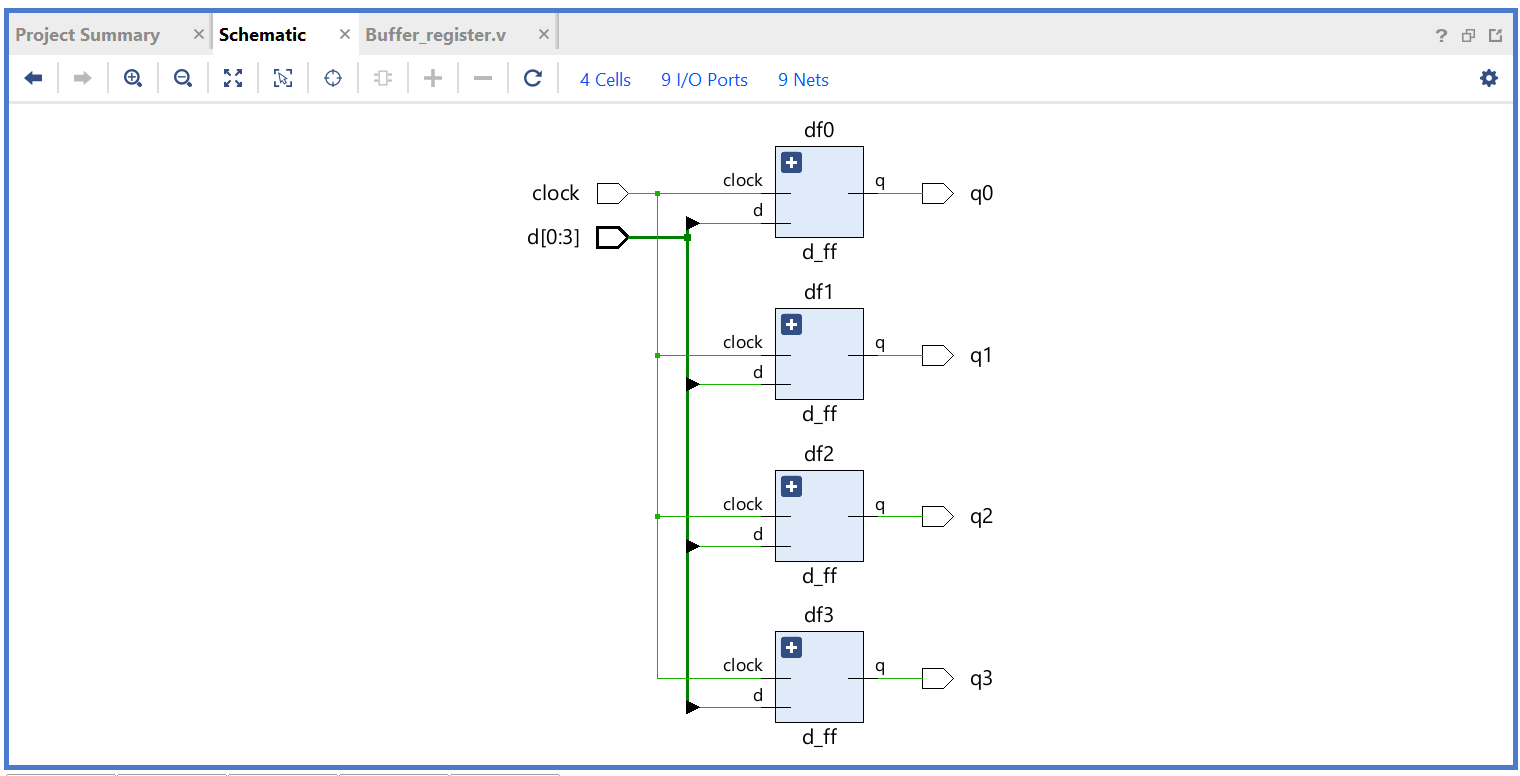 Project Summary × Schematic × Buffer_register.v × ?
4 Cells 9 I/O Ports 9 Nets
df0
clock q
clock q0
d
d[0:3]
d_ff
df1
clock q
q1
d
d_ff
df2
clock q
q2
d
d_ff
df3
clock q
q3
d
d_ff